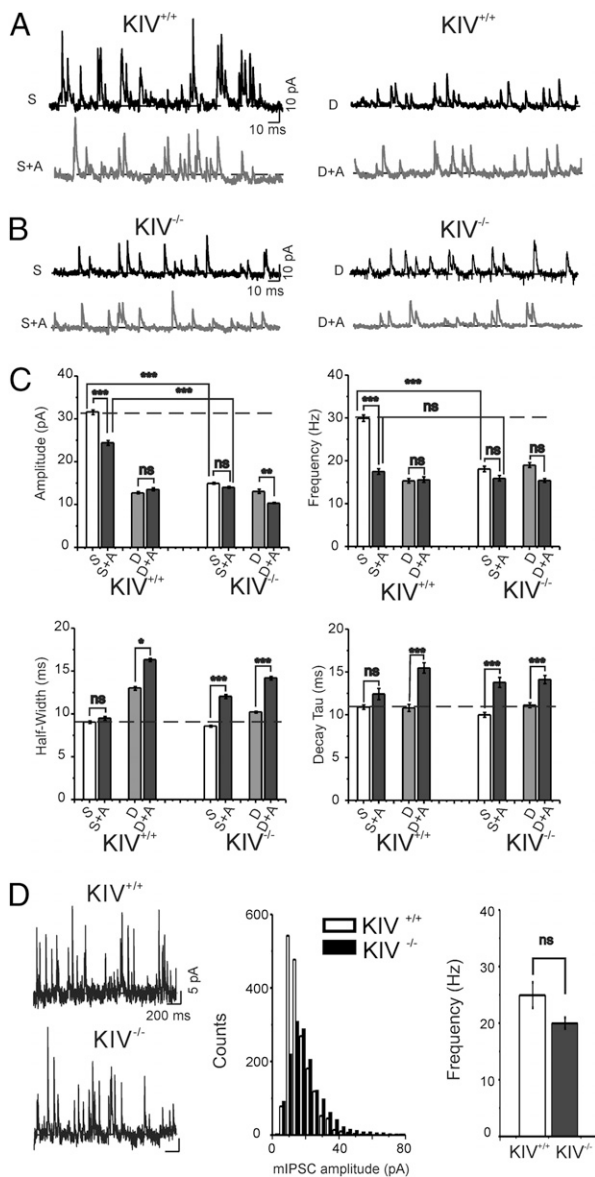 A
KIV+/+
KIV+/+
S
10 pA
10 ms
D
S+A
D+A
B
KIV-/-
KIV-/-
S
10 pA
10 ms
D
S+A
D+A
C
Amplitude (pA)
40
30
20
10
0
***
***
***
ns
ns
**
S
S+A
D
D+A
S
S+A
D
D+A
KIV+/+
KIV-/-
Frequency (Hz)
40
30
20
10
0
***
***
ns
ns
ns
**
S
S+A
D
D+A
S
S+A
D
D+A
KIV+/+
KIV-/-
Half-Width (ms)
20
15
10
5
0
ns
*
***
***
S
S+A
D
D+A
S
S+A
D
D+A
KIV+/+
KIV-/-
Decay Tau (ms)
20
15
10
5
0
ns
***
***
***
S
S+A
D
D+A
S
S+A
D
D+A
KIV+/+
KIV-/-
D
KIV+/+
5 pA
200 ms
KIV-/-
Counts
600
400
200
0
0
40
80
mIPSC amplitude (pA)
KIV +/+
KIV -/-
Frequency (Hz)
40
30
20
10
0
ns
KIV+/+ KIV-/-